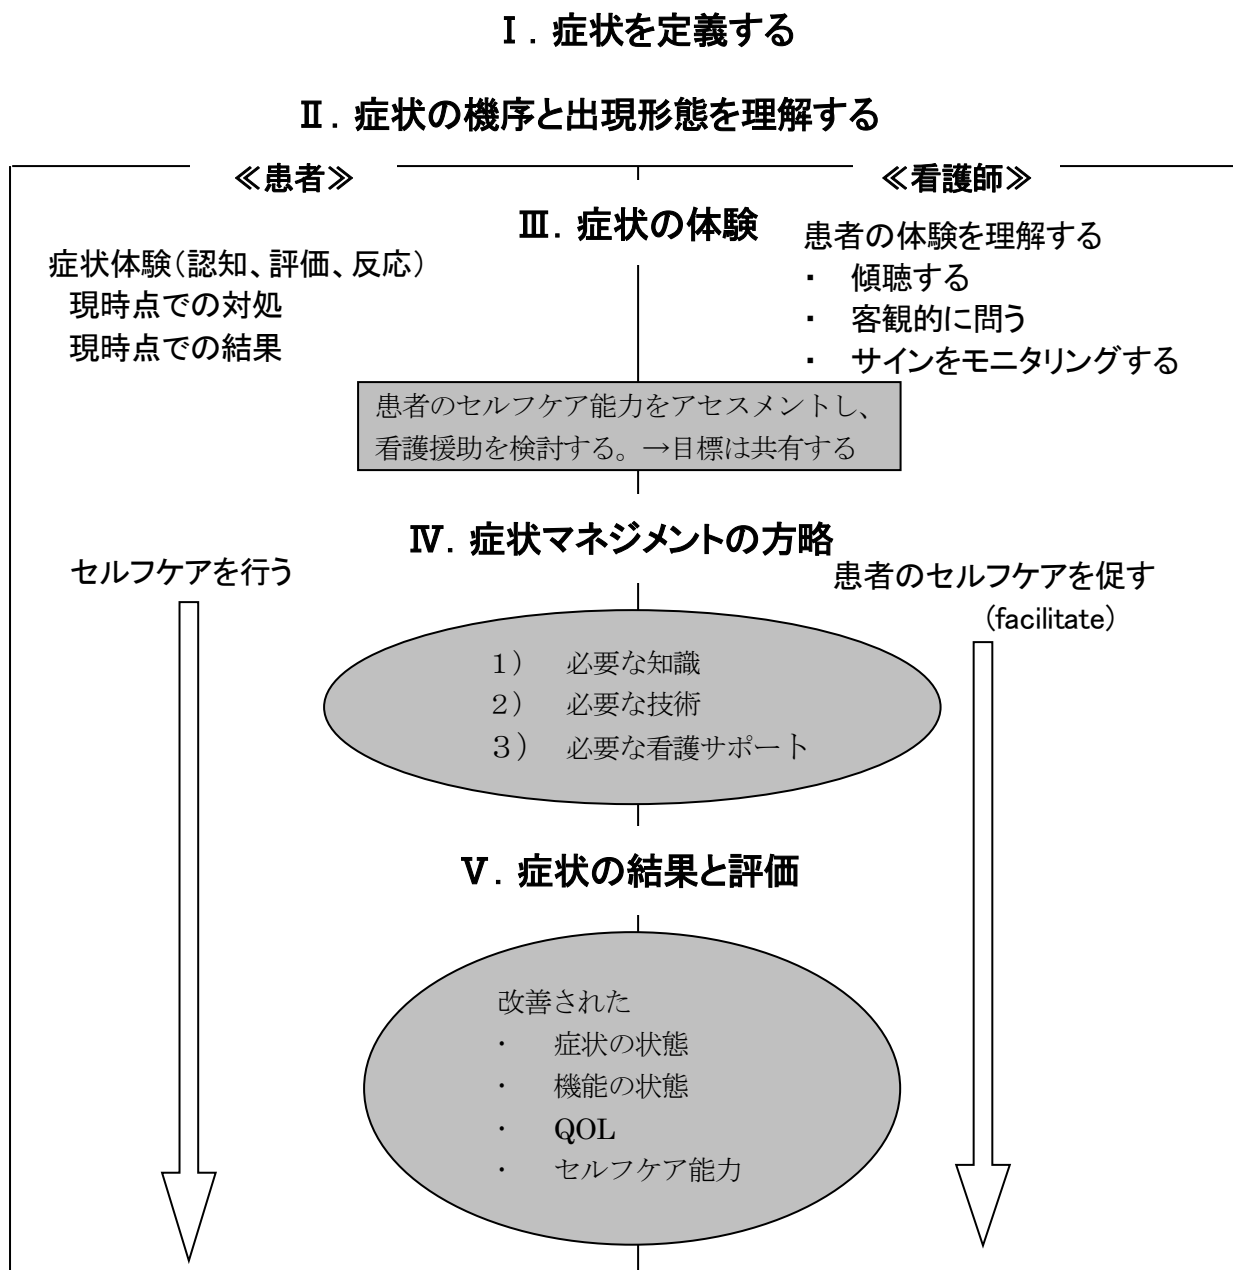 Ⅰ．症状を定義する
Ⅱ．症状の機序と出現形態を理解する
≪患者≫
≪看護師≫
Ⅲ．症状の体験
症状体験（認知、評価、反応）
現時点での対処
現時点での結果
患者の体験を理解する
・ 傾聴する
・ 客観的に問う
・ サインをモニタリングする
患者のセルフケア能力をアセスメントし、
看護援助を検討する。→目標は共有する
Ⅳ．症状マネジメントの方略
セルフケアを行う
患者のセルフケアを促す
（facilitate）
１） 必要な知識
２） 必要な技術
３） 必要な看護サポート
Ⅴ．症状の結果と評価
改善された
・ 症状の状態
・ 機能の状態
・ QOL
・ セルフケア能力